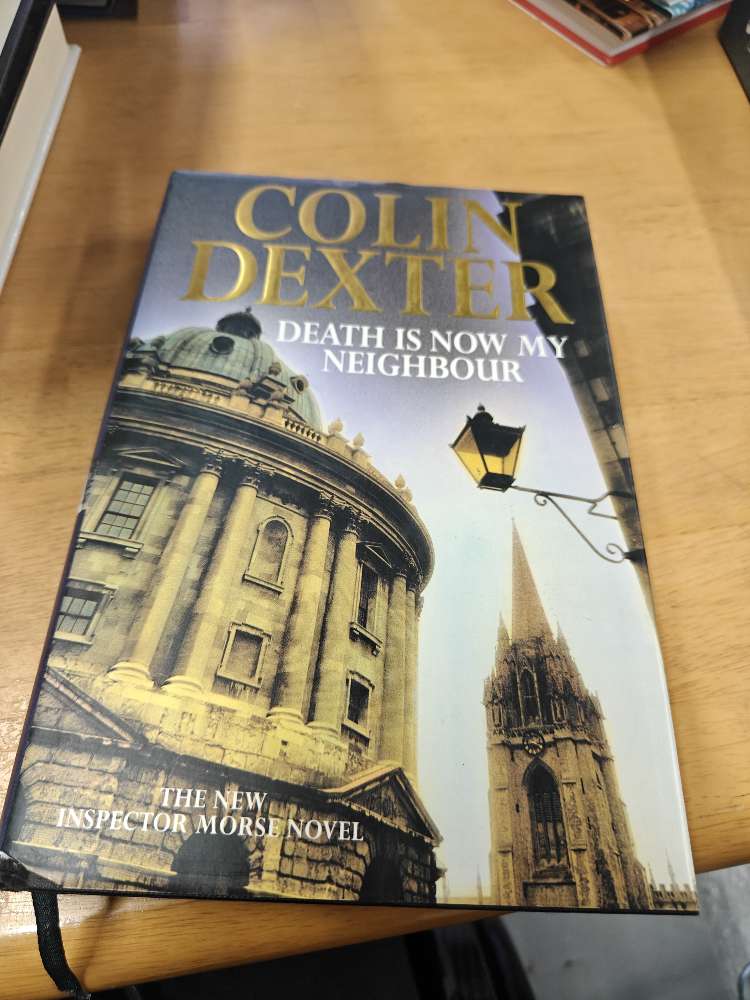 COLIN
DEXTER
DEATH IS NOW MY
NEIGHBOUR
THE NEW
INSPECTOR MORSE NOVEL